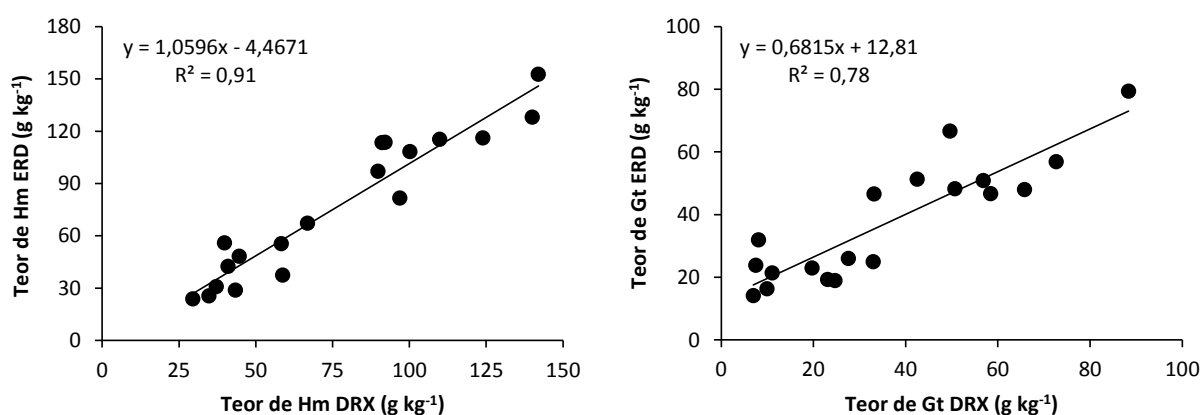 y = 1,0596x - 4,4671
R² = 0,91
180
150
120
90
60
30
0
Teor de Hm ERD (g kg⁻¹)
0 25 50 75 100 125 150
Teor de Hm DRX (g kg⁻¹)
y = 0,6815x + 12,81
R² = 0,78
100
80
60
40
20
0
Teor de Gt ERD (g kg⁻¹)
0 20 40 60 80 100
Teor de Gt DRX (g kg⁻¹)